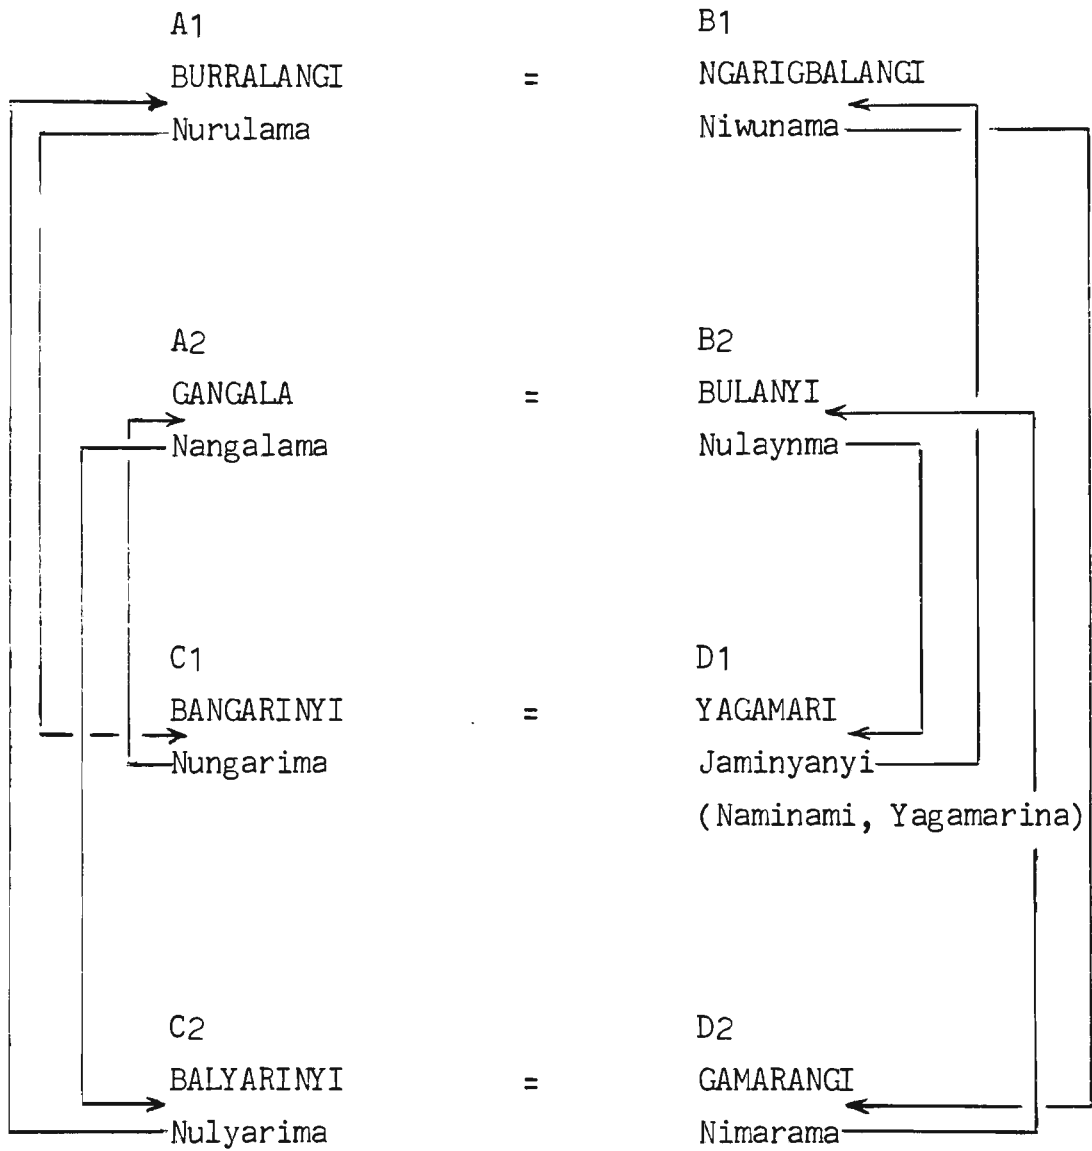 A1 B1
BURRALANGI = NGARIGBALANGI
Nurulama Niwunama
A2 B2
GANGALA = BULANYI
Nangalama Nulaynma
C1 D1
BANGARINYI = YAGAMARI
Nungarima Jaminyanyi
(Naminami, Yagamarina)
C2 D2
BALYARINYI = GAMARANGI
Nulyarima Nimarama